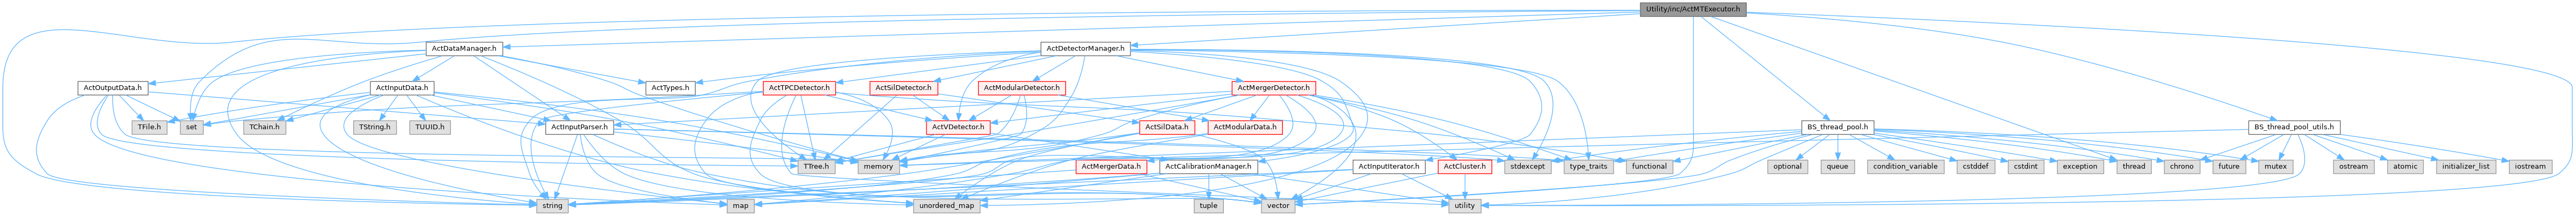 Utility/inc/ActMTExecutor.h
ActDataManager.h
ActDetectorManager.h
ActOutputData.h
ActInputData.h
ActTypes.h
ActTPCDetector.h
ActSilDetector.h
ActModularDetector.h
ActMergerDetector.h
TFile.h
set
TChain.h
TString.h
TUUID.h
ActInputParser.h
ActVDetector.h
ActSilData.h
ActModularData.h
BS_thread_pool.h
BS_thread_pool_utils.h
TTree.h
memory
ActMergerData.h
ActCalibrationManager.h
stdexcept
ActInputIterator.h
ActCluster.h
type_traits
functional
optional
queue
condition_variable
cstddef
cstdint
exception
thread
chrono
future
mutex
ostream
atomic
initializer_list
iostream
string
map
unordered_map
tuple
vector
utility